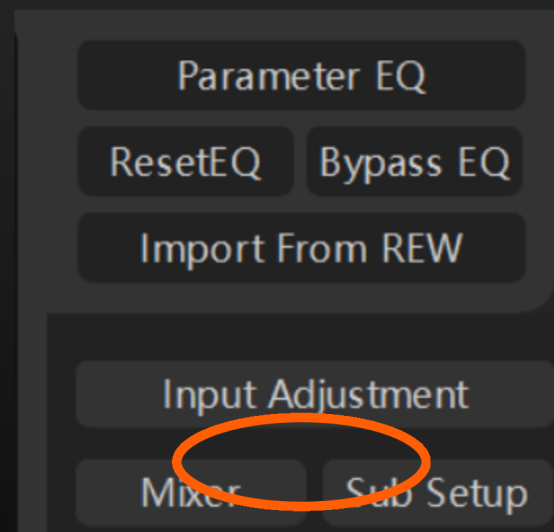 Parameter EQ
ResetEQ Bypass EQ
Import From REW
Input Adjustment
Mixer Sub Setup